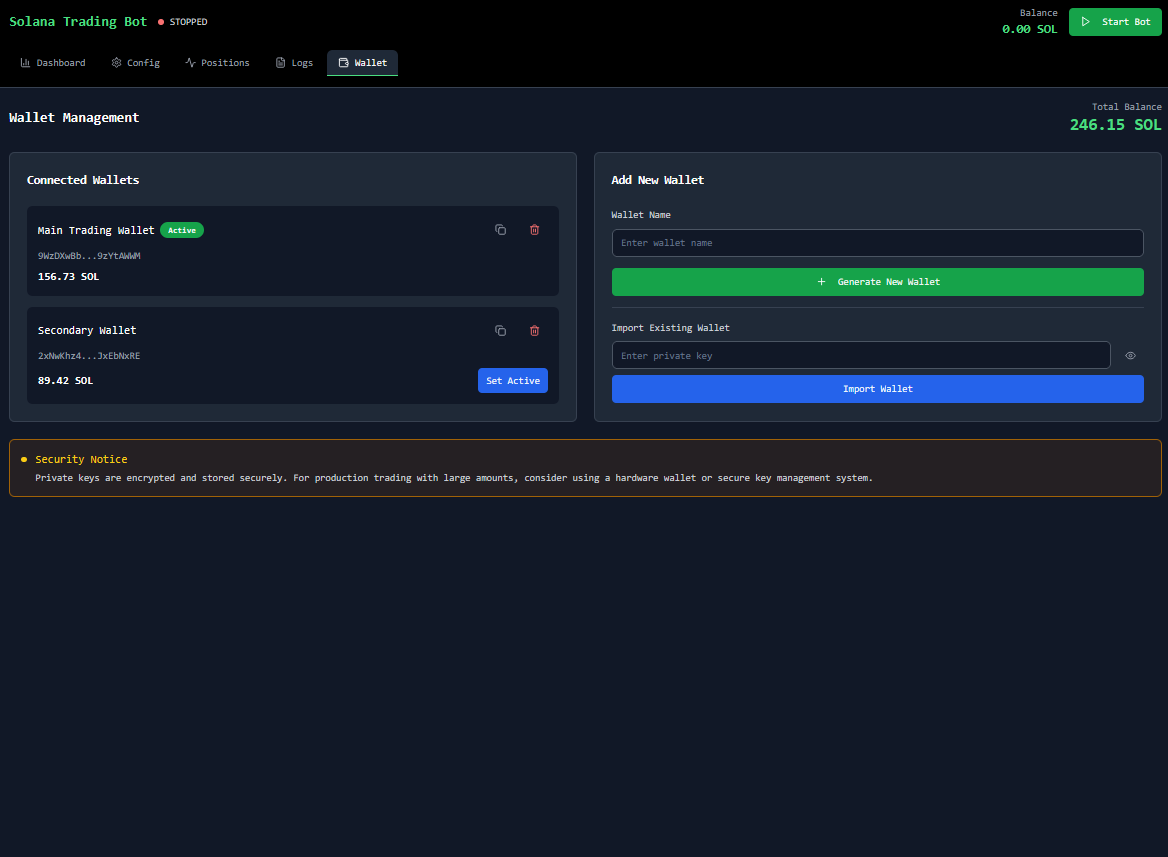 Solana Trading Bot
STOPPED
Balance
0.00 SOL
Start Bot
Dashboard
Config
Positions
Logs
Wallet
Wallet Management
Total Balance
246.15 SOL
Connected Wallets
Main Trading Wallet
Active
9WzDXwBb...9zYtAWWM
156.73 SOL
Secondary Wallet
2xNwKhz4...JxEbNxRE
89.42 SOL
Set Active
Add New Wallet
Wallet Name
Enter wallet name
Generate New Wallet
Import Existing Wallet
Enter private key
Import Wallet
Security Notice
Private keys are encrypted and stored securely. For production trading with large amounts, consider using a hardware wallet or secure key management system.